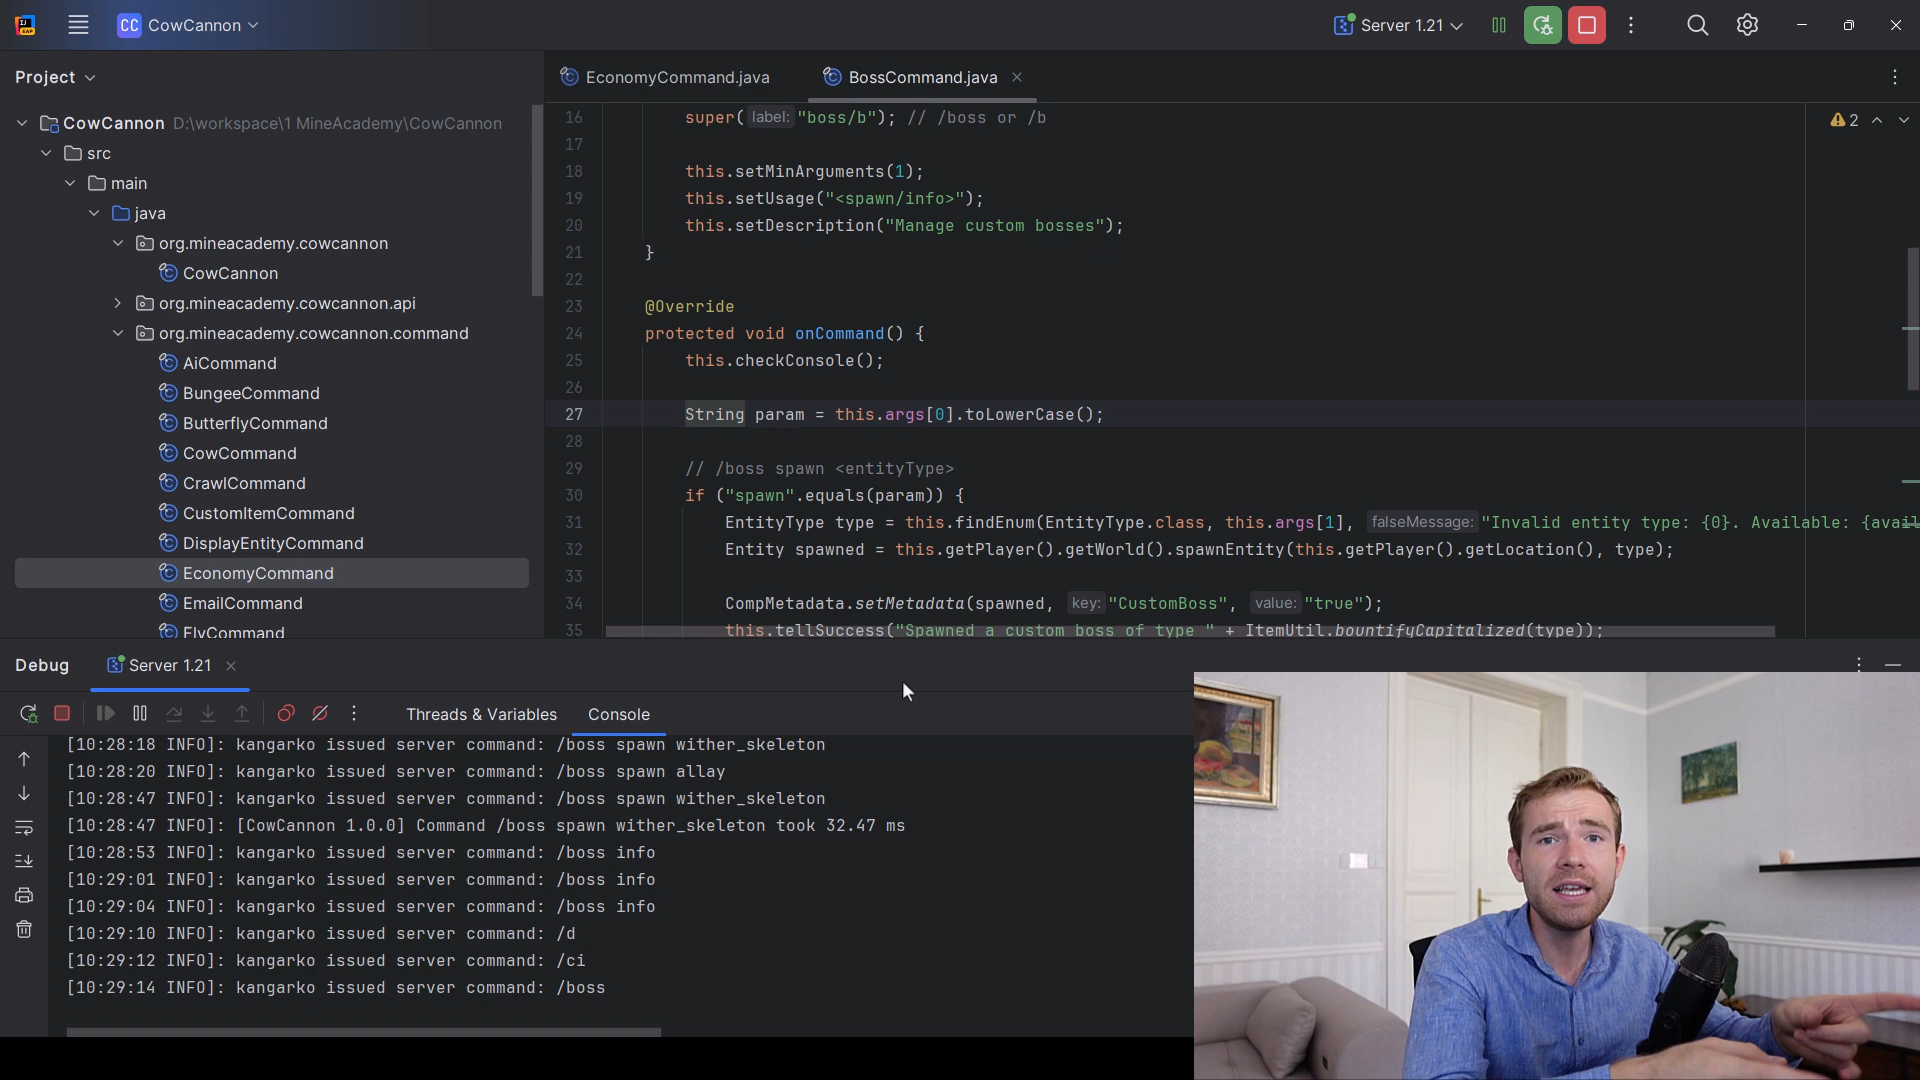 CC CowCannon
Server 1.21
Project
EconomyCommand.java
BossCommand.java
CowCannon D:\workspace\1 MineAcademy\CowCannon
src
main
java
org.mineacademy.cowcannon
CowCannon
org.mineacademy.cowcannon.api
org.mineacademy.cowcannon.command
AiCommand
BungeeCommand
ButterflyCommand
CowCommand
CrawlCommand
CustomItemCommand
DisplayEntityCommand
EconomyCommand
EmailCommand
FlyCommand
2
16 super( label: "boss/b"); // /boss or /b
17
18 this.setMinArguments(1);
19 this.setUsage("<spawn/info>");
20 this.setDescription("Manage custom bosses");
21 }
22
23 @Override
24 protected void onCommand() {
25 this.checkConsole();
26
27 String param = this.args[0].toLowerCase();
28
29 // /boss spawn <entityType>
30 if ("spawn".equals(param)) {
31 EntityType type = this.findEnum(EntityType.class, this.args[1], falseMessage: "Invalid entity type: {0}. Available: {avail
32 Entity spawned = this.getPlayer().getWorld().spawnEntity(this.getPlayer().getLocation(), type);
33
34 CompMetadata.setMetadata(spawned, key: "CustomBoss", value: "true");
35 this.tellSuccess("Spawned a custom boss of type " + ItemUtil.bountifyCapitalized(type));
Debug
Server 1.21
Threads & Variables
Console
[10:28:18 INFO]: kangarko issued server command: /boss spawn wither_skeleton
[10:28:20 INFO]: kangarko issued server command: /boss spawn allay
[10:28:47 INFO]: kangarko issued server command: /boss spawn wither_skeleton
[10:28:47 INFO]: [CowCannon 1.0.0] Command /boss spawn wither_skeleton took 32.47 ms
[10:28:53 INFO]: kangarko issued server command: /boss info
[10:29:01 INFO]: kangarko issued server command: /boss info
[10:29:04 INFO]: kangarko issued server command: /boss info
[10:29:10 INFO]: kangarko issued server command: /d
[10:29:12 INFO]: kangarko issued server command: /ci
[10:29:14 INFO]: kangarko issued server command: /boss